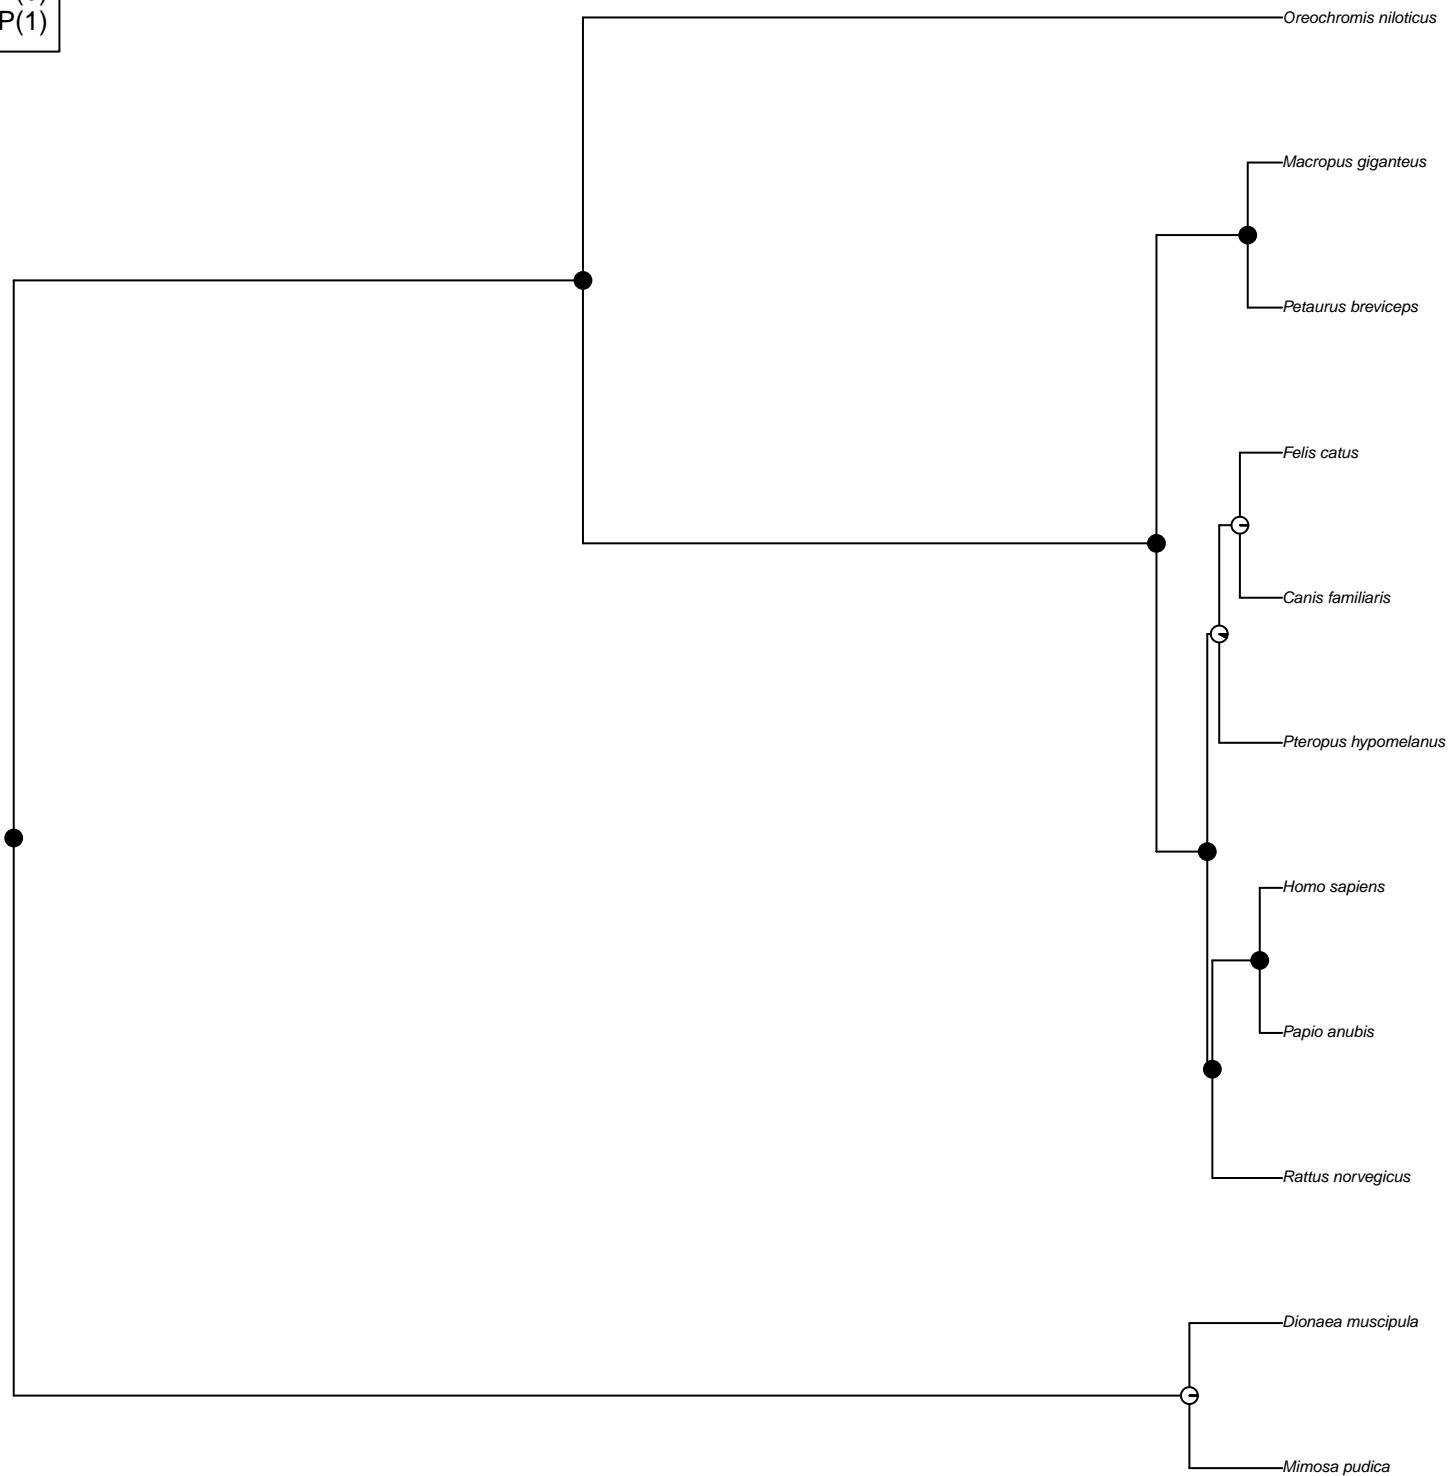 P(1)
Oreochromis niloticus
Macropus giganteus
Petaurus breviceps
Felis catus
Canis familiaris
Pteropus hypomelanus
Homo sapiens
Papio anubis
Rattus norvegicus
Dionaea muscipula
Mimosa pudica